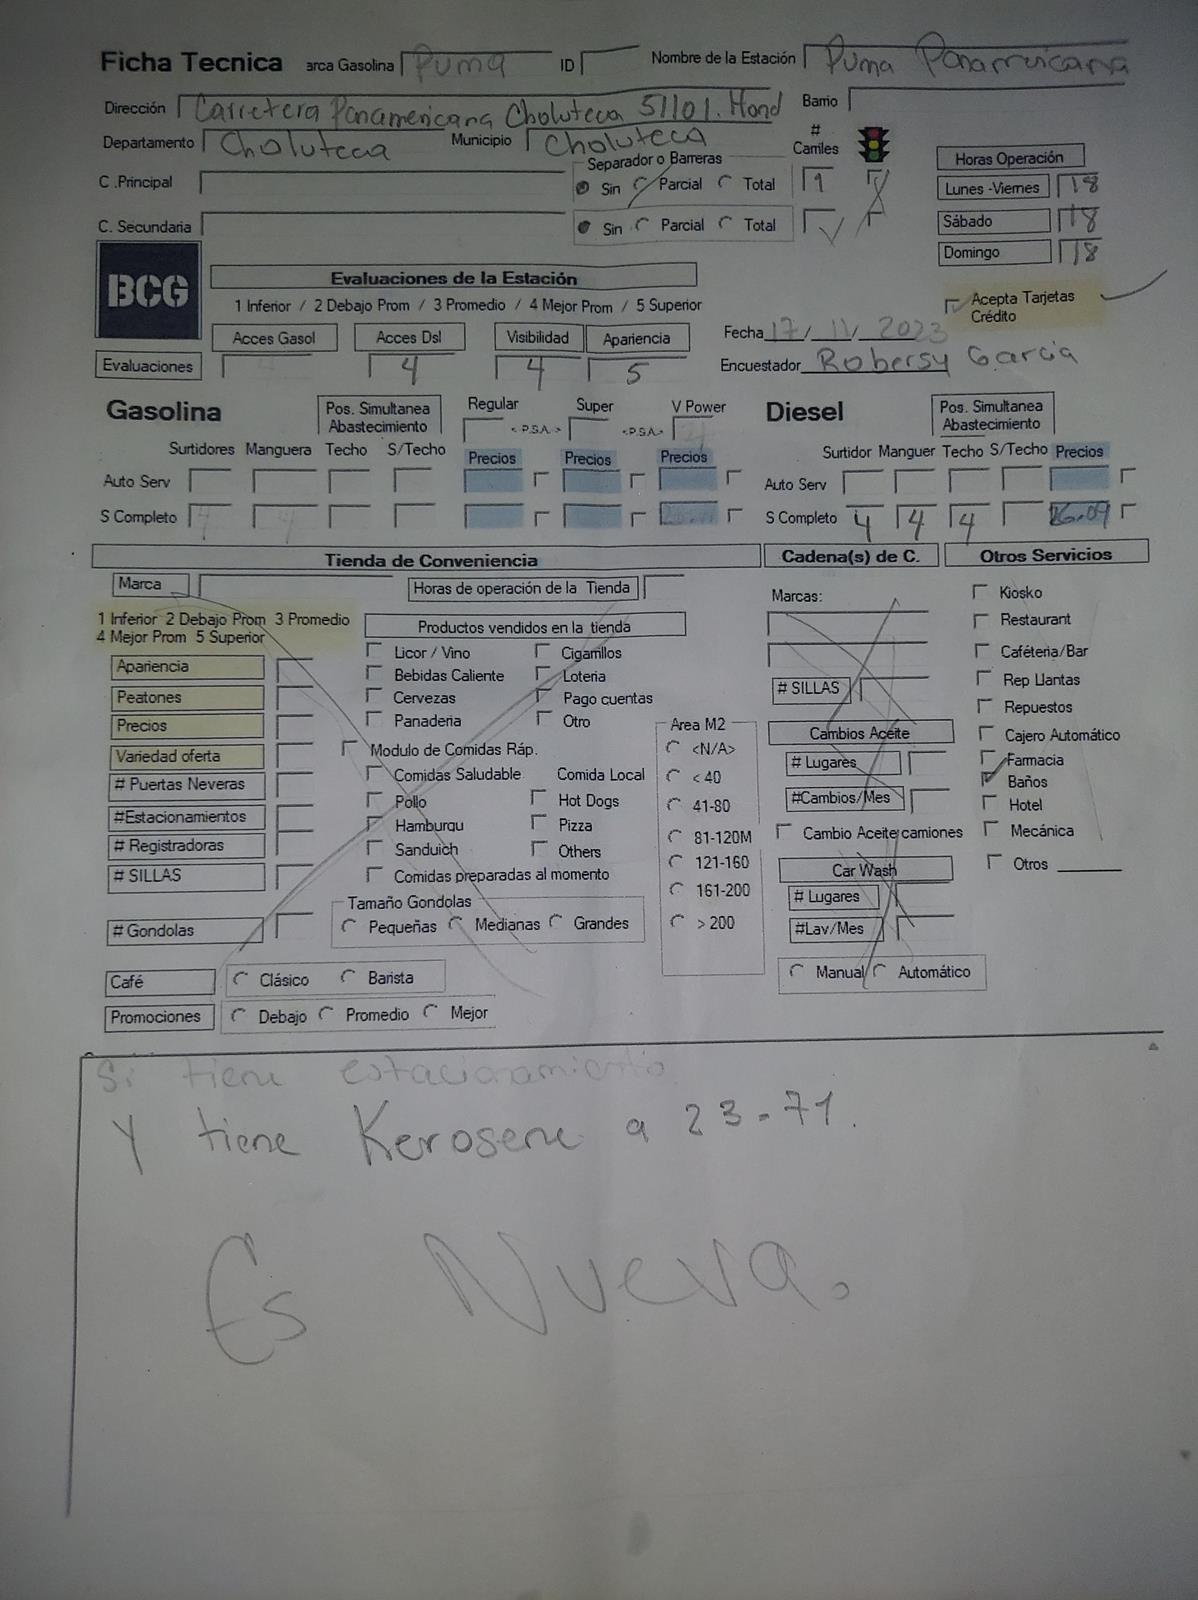 Ficha Tecnica arca Gasolina Puma ID Nombre de la Estación Puma Panamericana
Dirección Carretera Panamericana Choluteca 51101. Hond Barrio
Departamento Choluteca Municipio Choluteca # Carriles
C .Principal Separador o Barreras Sin Parcial Total 1
C. Secundaria Sin Parcial Total
Horas Operación
Lunes -Viernes 18
Sábado 18
Domingo 18
BCG
Evaluaciones de la Estación
1 Inferior / 2 Debajo Prom / 3 Promedio / 4 Mejor Prom / 5 Superior
Acepta Tarjetas
Crédito
Acces Gasol Acces Dsl Visibilidad Apariencia
Fecha 17/11/2023
Evaluaciones 4 4 5
Encuestador Robersy Garcia
Gasolina Pos. Simultanea Abastecimiento Regular <P.S.A.> Super <P.S.A.> V Power
Diesel Pos. Simultanea Abastecimiento
Surtidores Manguera Techo S/Techo Precios Precios Precios
Surtidor Manguer Techo S/Techo Precios
Auto Serv Auto Serv
S Completo 4 4 S Completo 4 4 4 26.09
Tienda de Conveniencia Cadena(s) de C. Otros Servicios
Marca Horas de operación de la Tienda
1 Inferior 2 Debajo Prom 3 Promedio
4 Mejor Prom 5 Superior
Productos vendidos en la tienda
Apariencia
Peatones
Precios
Variedad oferta
# Puertas Neveras
#Estacionamientos
# Registradoras
# SILLAS
# Gondolas
Licor / Vino Cigarrillos
Bebidas Caliente Loteria
Cervezas Pago cuentas
Panaderia Otro
Modulo de Comidas Ráp.
Comidas Saludable Comida Local
Pollo Hot Dogs
Hamburqu Pizza
Sanduich Others
Comidas preparadas al momento
Tamaño Gondolas
Pequeñas Medianas Grandes
Area M2
<N/A>
< 40
41-80
81-120M
121-160
161-200
> 200
Marcas:
# SILLAS
Cambios Aceite
# Lugares
#Cambios/Mes
Cambio Aceite camiones
Car Wash
# Lugares
#Lav/Mes
Manual Automático
Kiosko
Restaurant
Caféteria/Bar
Rep Llantas
Repuestos
Cajero Automático
Farmacia
Baños
Hotel
Mecánica
Otros
Café Clásico Barista
Promociones Debajo Promedio Mejor
Si tiene estacionamiento.
Y tiene Kerosene a 23-71.
Es Nueva.